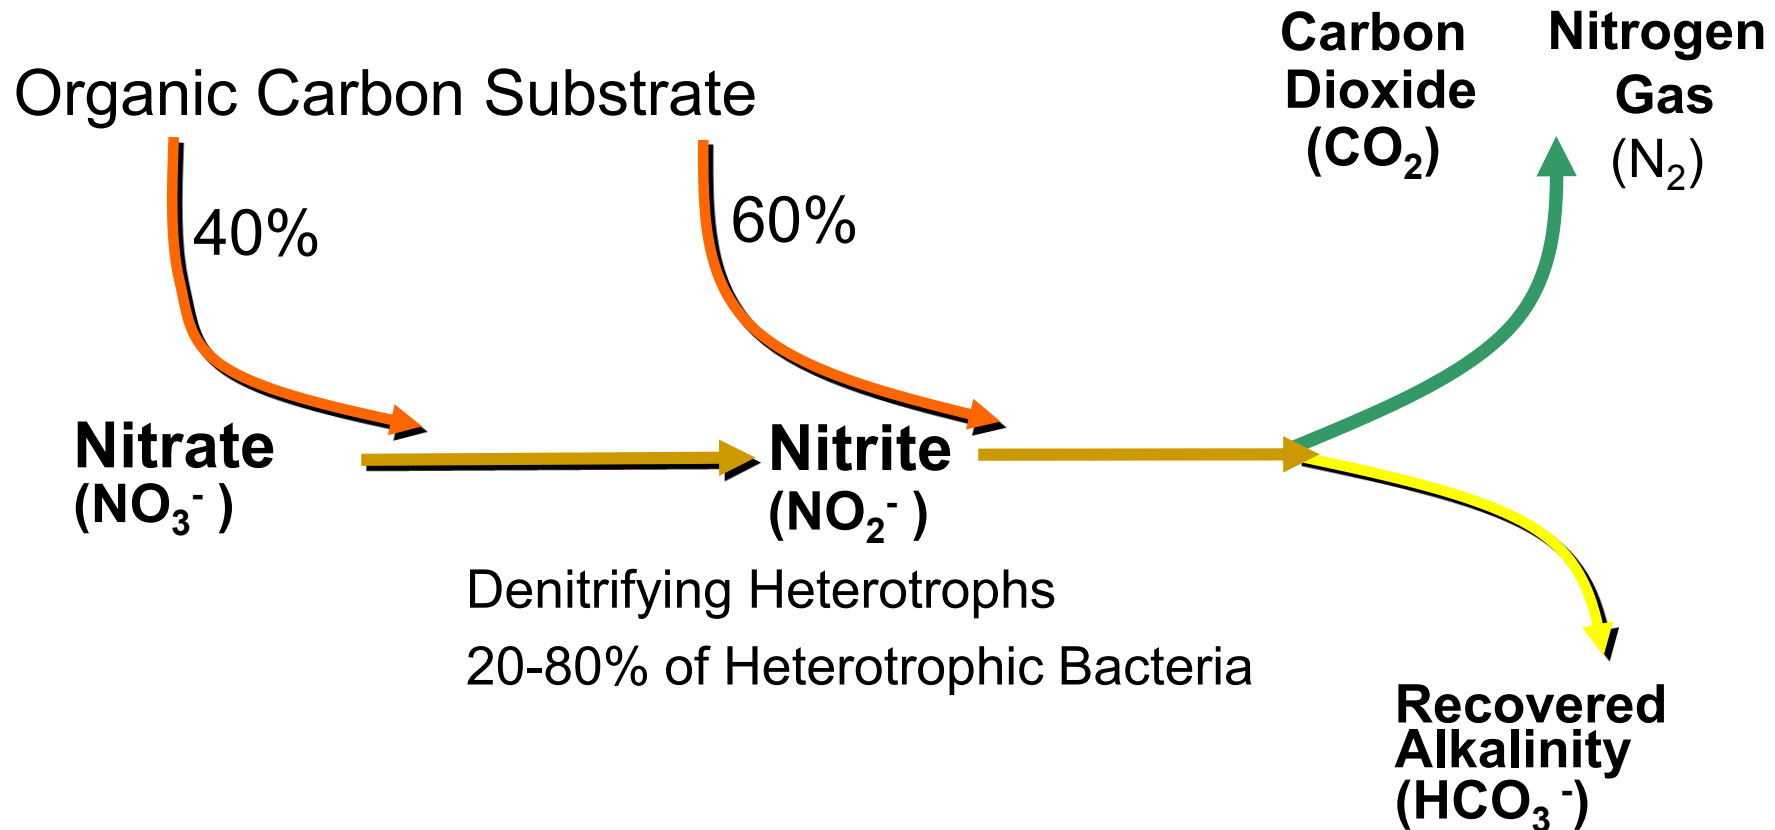 Organic Carbon Substrate
40%
60%
Carbon
Dioxide
(CO₂)
Nitrogen
Gas
(N₂)
Nitrate
(NO₃⁻ )
Nitrite
(NO₂⁻ )
Denitrifying Heterotrophs
20-80% of Heterotrophic Bacteria
Recovered
Alkalinity
(HCO₃ ⁻)